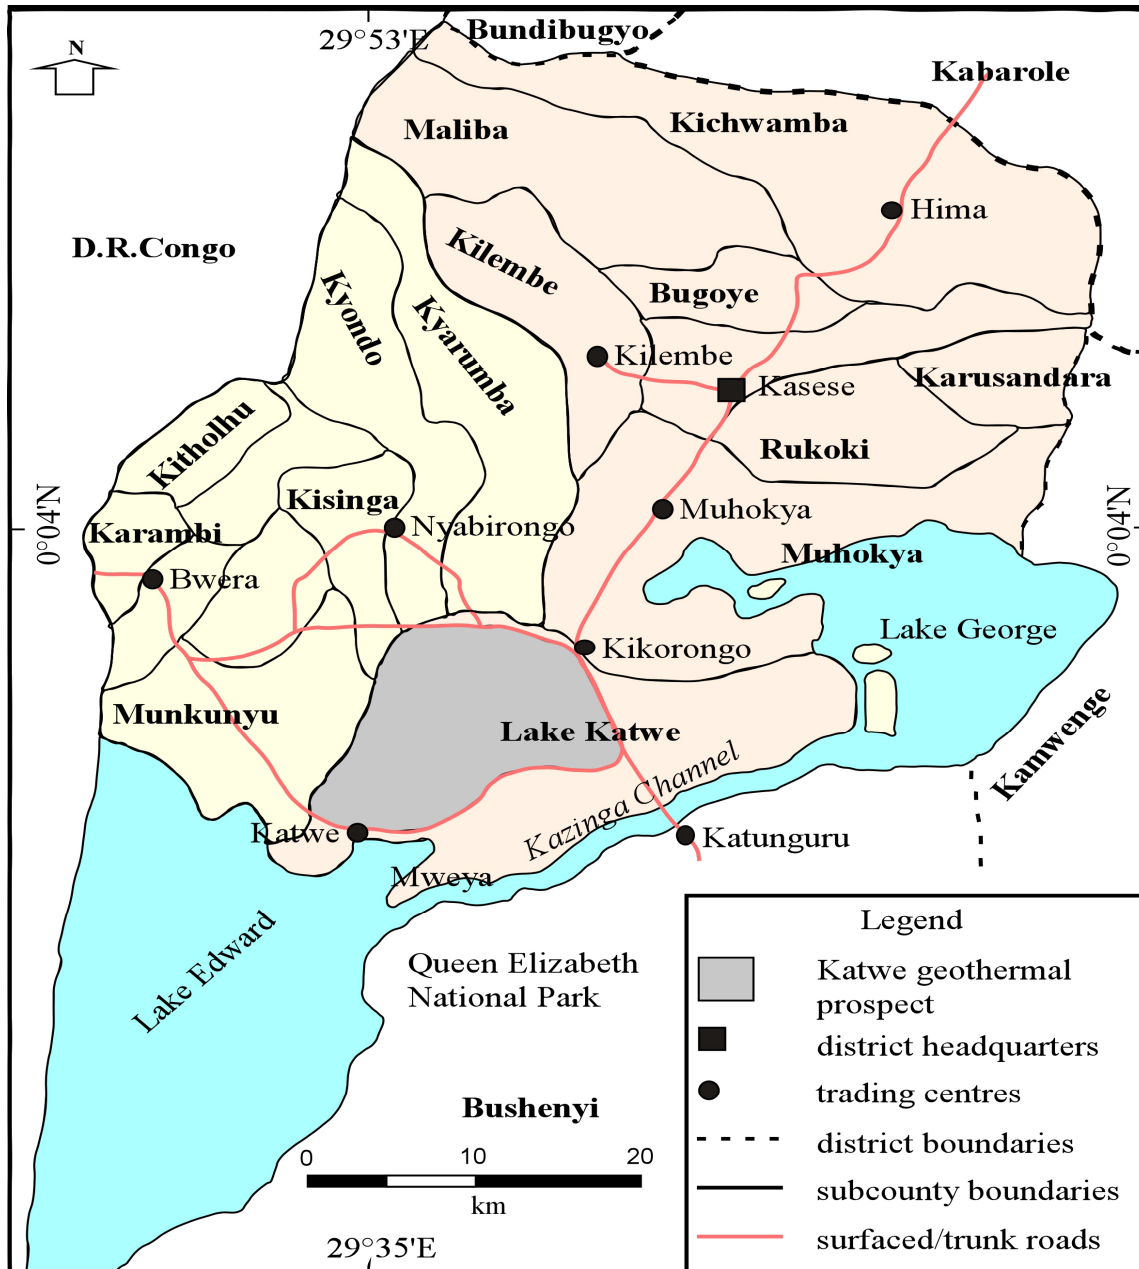 Bundibugyo
29°53'E
N
Kabarole
Maliba
Kichwamba
Hima
D.R.Congo
Kilembe
Bugoye
Kyondo
Kyarumba
Kilembe
Kasese
Karusandara
Kitholhu
Rukoki
Kisinga
Nyabirongo
Muhokya
0°04'N
0°04'N
Karambi
Muhokya
Bwera
Lake George
Kikorongo
Munkunyu
Lake Katwe
Kamwenge
Kazinga Channel
Katwe
Katunguru
Mweya
Lake Edward
Queen Elizabeth
National Park
Bushenyi
0
10
20
km
29°35'E
Legend
Katwe geothermal
prospect
district headquarters
trading centres
district boundaries
subcounty boundaries
surfaced/trunk roads